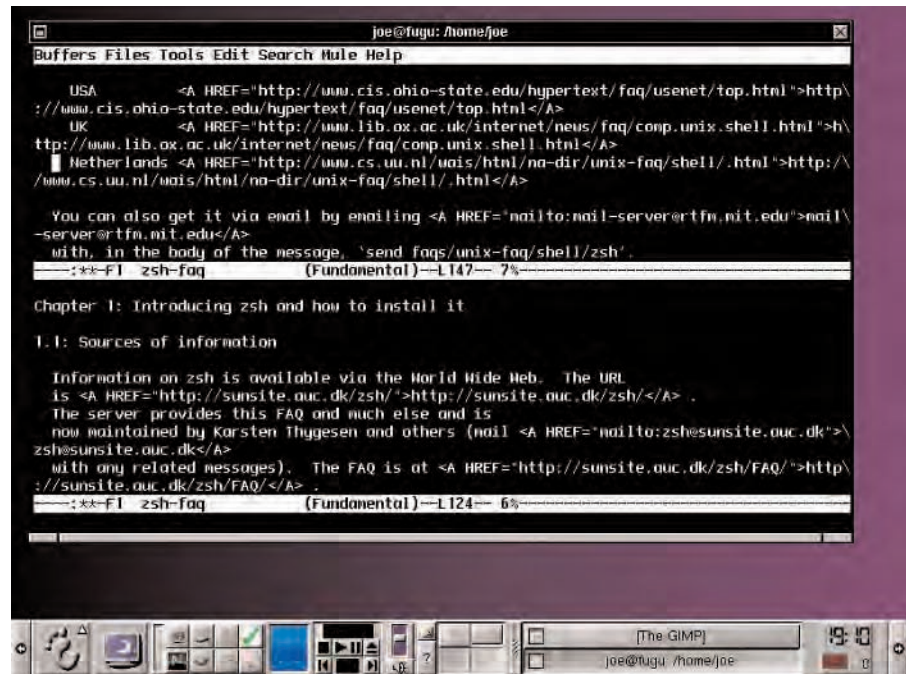 joe@fugu: /home/joe
Buffers Files Tools Edit Search Mule Help
USA <A HREF="http://www.cis.ohio-state.edu/hypertext/faq/usenet/top.html">http\
://www.cis.ohio-state.edu/hypertext/faq/usenet/top.html</A>
UK <A HREF="http://www.lib.ox.ac.uk/internet/news/faq/comp.unix.shell.html">h\
ttp://www.lib.ox.ac.uk/internet/news/faq/comp.unix.shell.html</A>
Netherlands <A HREF="http://www.cs.uu.nl/wais/html/na-dir/unix-faq/shell/.html">http:/\
/www.cs.uu.nl/wais/html/na-dir/unix-faq/shell/.html</A>
You can also get it via email by emailing <A HREF="mailto:mail-server@rtfm.mit.edu">mail\
-server@rtfm.mit.edu</A>
with, in the body of the message, `send faqs/unix-faq/shell/zsh'.
----:**-F1 zsh-faq (Fundamental)--L147-- 7%----
Chapter 1: Introducing zsh and how to install it
1.1: Sources of information
Information on zsh is available via the World Wide Web. The URL
is <A HREF="http://sunsite.auc.dk/zsh/">http://sunsite.auc.dk/zsh/</A> .
The server provides this FAQ and much else and is
now maintained by Karsten Thygesen and others (mail <A HREF="mailto:zsh@sunsite.auc.dk">\
zsh@sunsite.auc.dk</A>
with any related messages). The FAQ is at <A HREF="http://sunsite.auc.dk/zsh/FAQ/">http\
://sunsite.auc.dk/zsh/FAQ/</A> .
----:**-F1 zsh-faq (Fundamental)--L124-- 6%----
[The GIMP]
19:10
joe@fugu: /home/joe